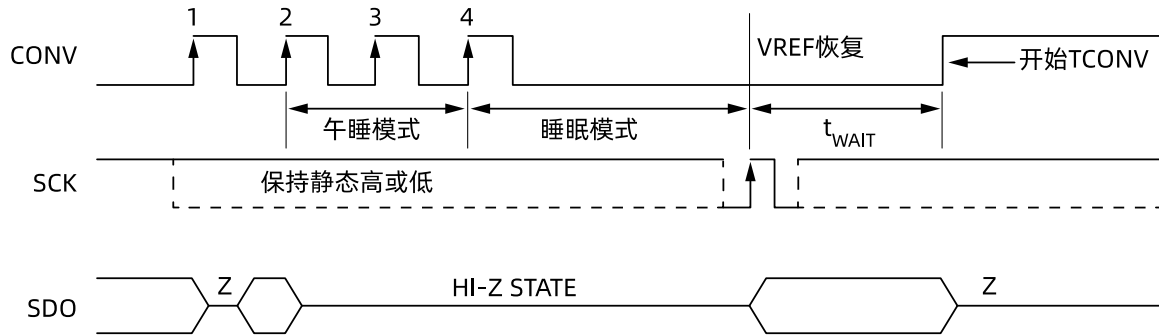 1 2 3 4
CONV
VREF恢复
开始TCONV
午睡模式
睡眠模式
tWAIT
SCK
保持静态高或低
SDO
Z
HI-Z STATE
Z